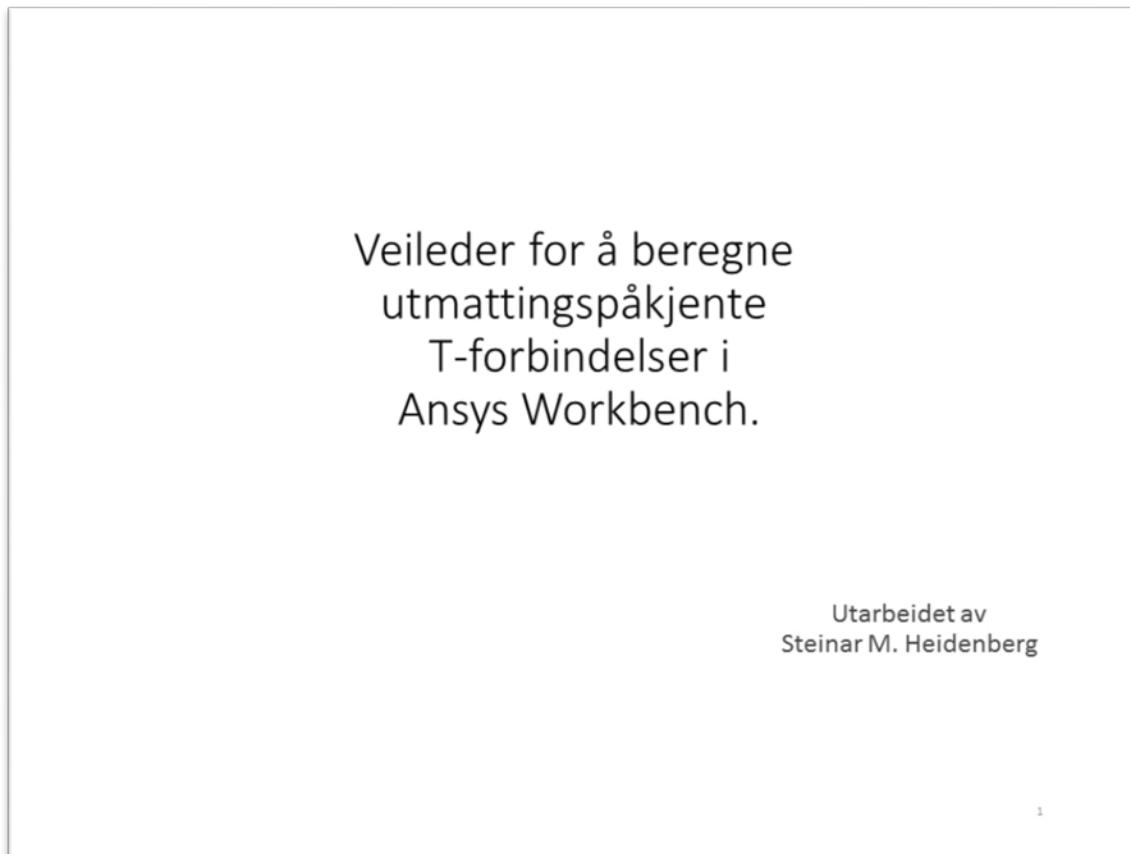 Veileder for å beregne
utmattingspåkjente
T-forbindelser i
Ansys Workbench.
Utarbeidet av
Steinar M. Heidenberg
1